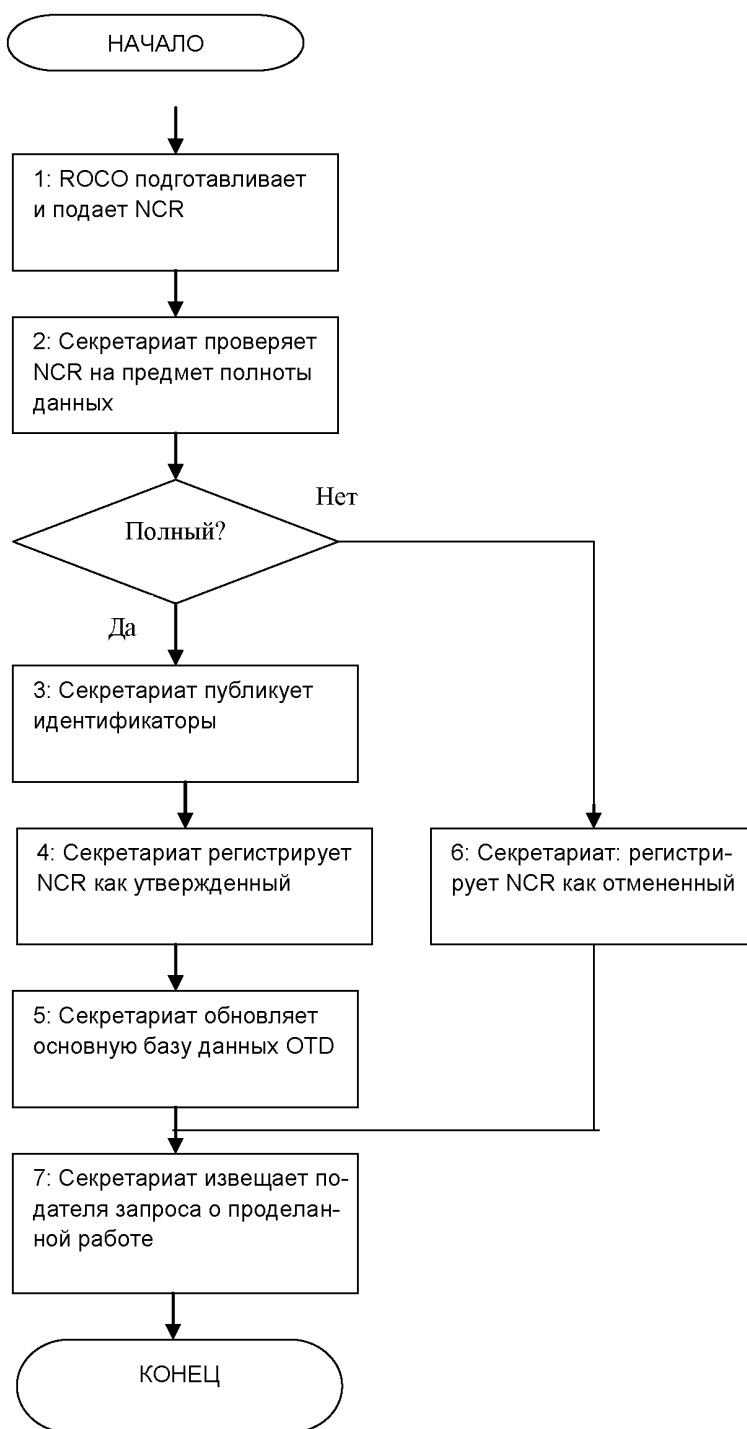 НАЧАЛО
1: ROCO подготавливает
и подает NCR
2: Секретариат проверяет
NCR на предмет полноты
данных
Нет
Полный?
Да
3: Секретариат публикует
идентификаторы
4: Секретариат регистрирует
NCR как утвержденный
6: Секретариат: регистри-
рует NCR как отмененный
5: Секретариат обновляет
основную базу данных OTD
7: Секретариат извещает по-
дателя запроса о проделан-
ной работе
КОНЕЦ